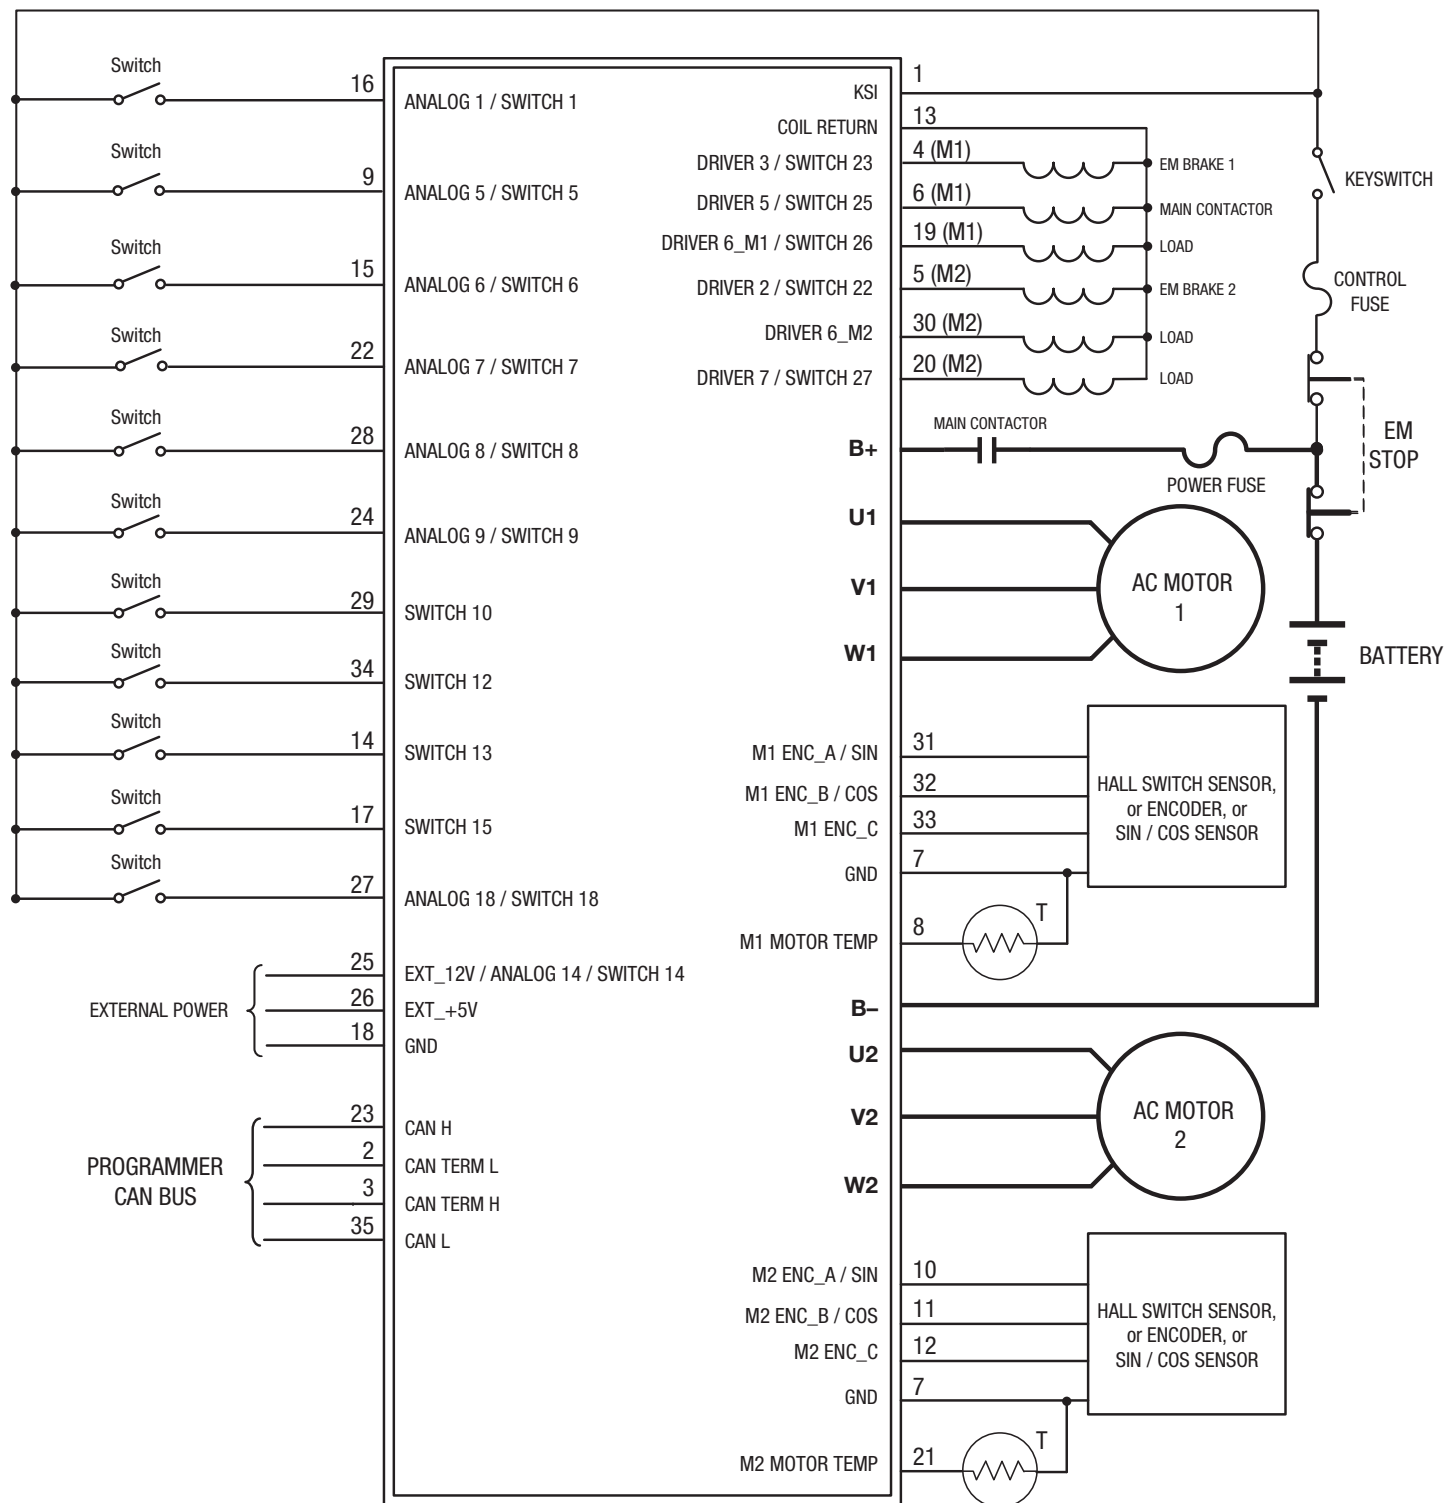 Switch
16
ANALOG 1 / SWITCH 1
Switch
9
ANALOG 5 / SWITCH 5
Switch
15
ANALOG 6 / SWITCH 6
Switch
22
ANALOG 7 / SWITCH 7
Switch
28
ANALOG 8 / SWITCH 8
Switch
24
ANALOG 9 / SWITCH 9
Switch
29
SWITCH 10
Switch
34
SWITCH 12
Switch
14
SWITCH 13
Switch
17
SWITCH 15
Switch
27
ANALOG 18 / SWITCH 18
EXTERNAL POWER
25
EXT_12V / ANALOG 14 / SWITCH 14
26
EXT_+5V
18
GND
PROGRAMMER
CAN BUS
23
CAN H
2
CAN TERM L
3
CAN TERM H
35
CAN L
KSI
1
COIL RETURN
13
DRIVER 3 / SWITCH 23
4 (M1)
EM BRAKE 1
DRIVER 5 / SWITCH 25
6 (M1)
MAIN CONTACTOR
DRIVER 6_M1 / SWITCH 26
19 (M1)
LOAD
DRIVER 2 / SWITCH 22
5 (M2)
EM BRAKE 2
DRIVER 6_M2
30 (M2)
LOAD
DRIVER 7 / SWITCH 27
20 (M2)
LOAD
KEYSWITCH
CONTROL
FUSE
EM
STOP
B+
MAIN CONTACTOR
POWER FUSE
U1
V1
W1
AC MOTOR
1
BATTERY
M1 ENC_A / SIN
31
M1 ENC_B / COS
32
M1 ENC_C
33
GND
7
HALL SWITCH SENSOR,
or ENCODER, or
SIN / COS SENSOR
M1 MOTOR TEMP
8
T
B–
U2
V2
W2
AC MOTOR
2
M2 ENC_A / SIN
10
M2 ENC_B / COS
11
M2 ENC_C
12
GND
7
HALL SWITCH SENSOR,
or ENCODER, or
SIN / COS SENSOR
M2 MOTOR TEMP
21
T